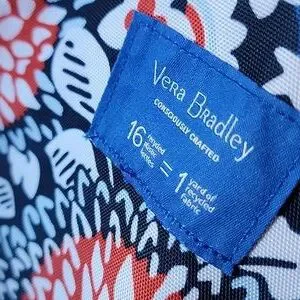 Vera Bradley
CONSCIOUSLY CRAFTED
16 recycled plastic bottles = 1 yard of recycled fabric